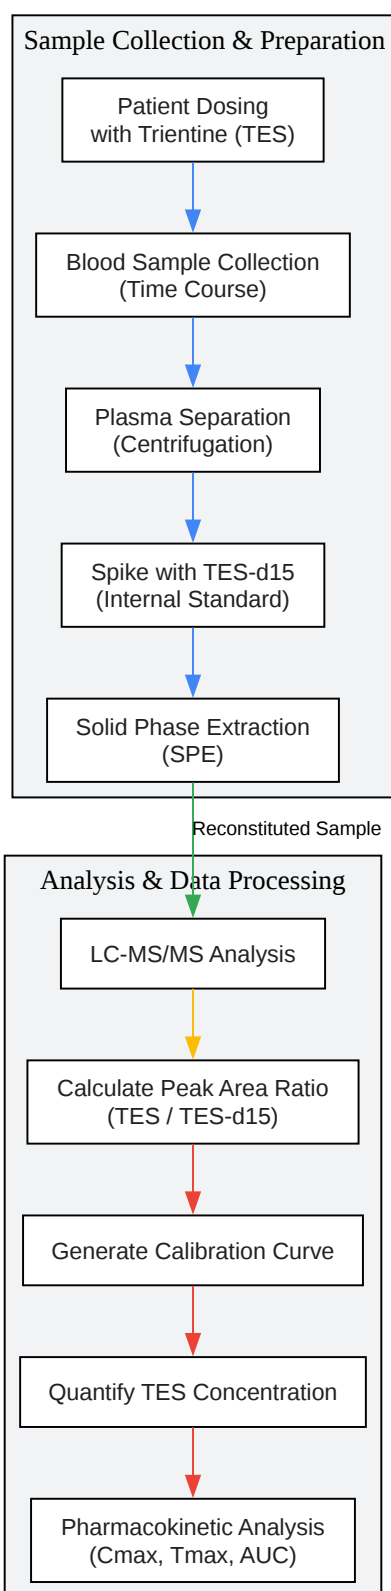 Sample Collection & Preparation
Patient Dosing
with Trientine (TES)
Blood Sample Collection
(Time Course)
Plasma Separation
(Centrifugation)
Spike with TES-d15
(Internal Standard)
Solid Phase Extraction
(SPE)
Reconstituted Sample
Analysis & Data Processing
LC-MS/MS Analysis
Calculate Peak Area Ratio
(TES / TES-d15)
Generate Calibration Curve
Quantify TES Concentration
Pharmacokinetic Analysis
(Cmax, Tmax, AUC)